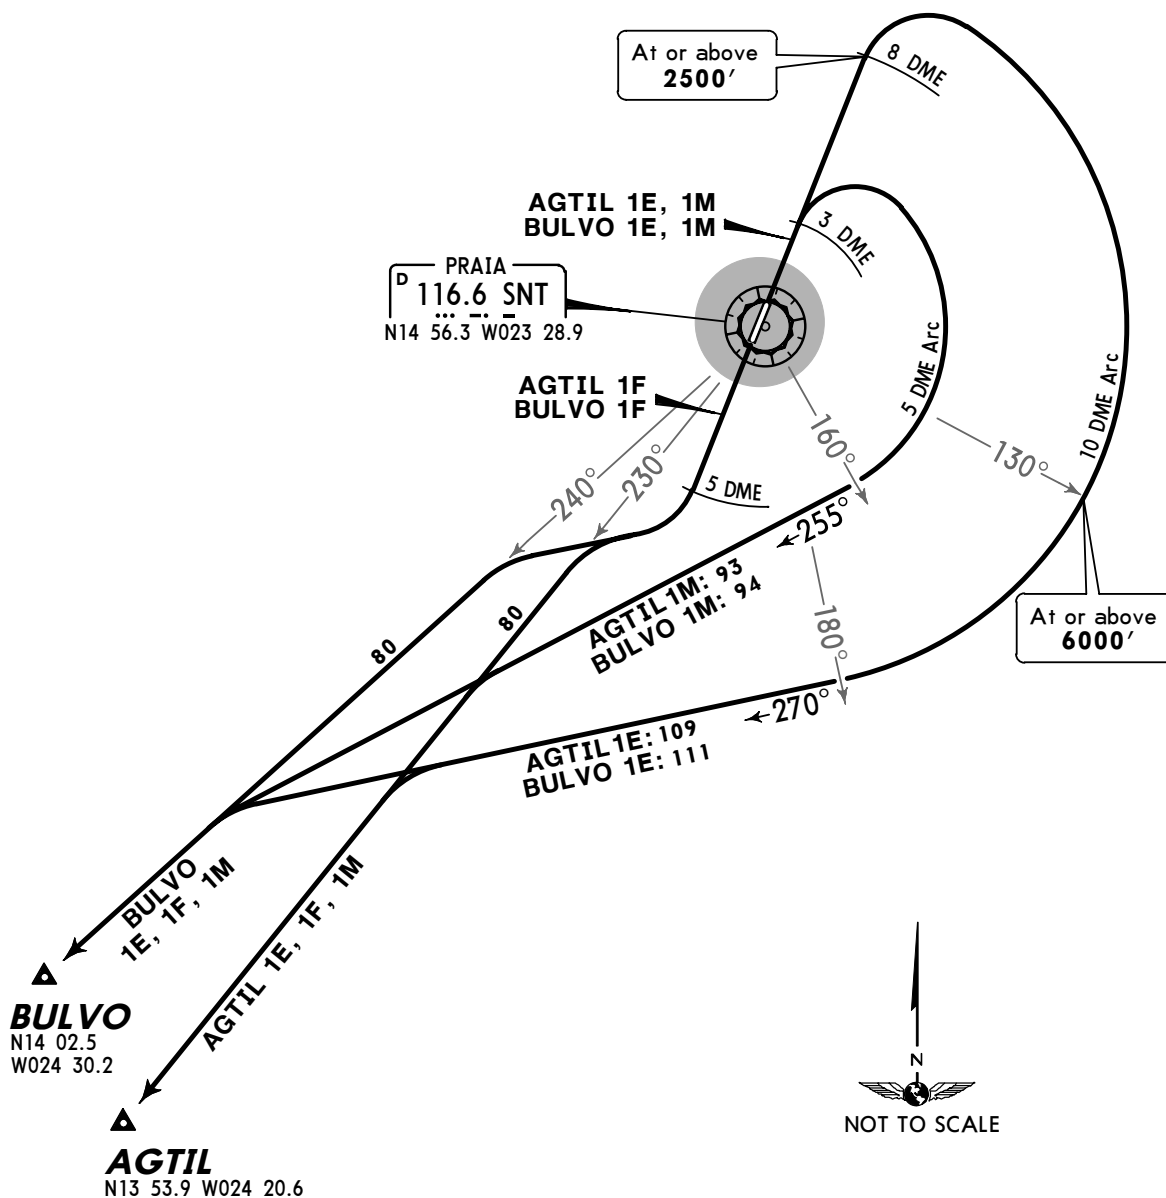 At or above
2500′
8 DME
AGTIL 1E, 1M
BULVO 1E, 1M
3 DME
PRAIA
D
116.6 SNT
N14 56.3 W023 28.9
AGTIL 1F
BULVO 1F
5 DME Arc
10 DME Arc
160°
130°
240°
230°
5 DME
255°
AGTIL 1M: 93
BULVO 1M: 94
80
80
180°
At or above
6000′
270°
AGTIL 1E: 109
BULVO 1E: 111
BULVO
1E, 1F, 1M
AGTIL 1E, 1F, 1M
BULVO
N14 02.5
W024 30.2
AGTIL
N13 53.9 W024 20.6
N
NOT TO SCALE